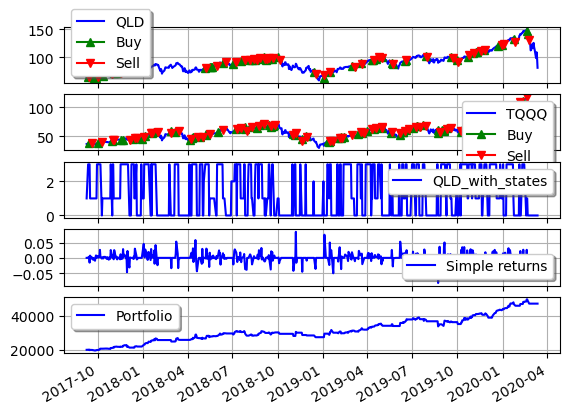 150
100
QLD
Buy
Sell
100
50
TQQQ
Buy
Sell
2
0
QLD_with_states
0.05
0.00
−0.05
Simple returns
40000
20000
Portfolio
2017-10
2018-01
2018-04
2018-07
2018-10
2019-01
2019-04
2019-07
2019-10
2020-01
2020-04